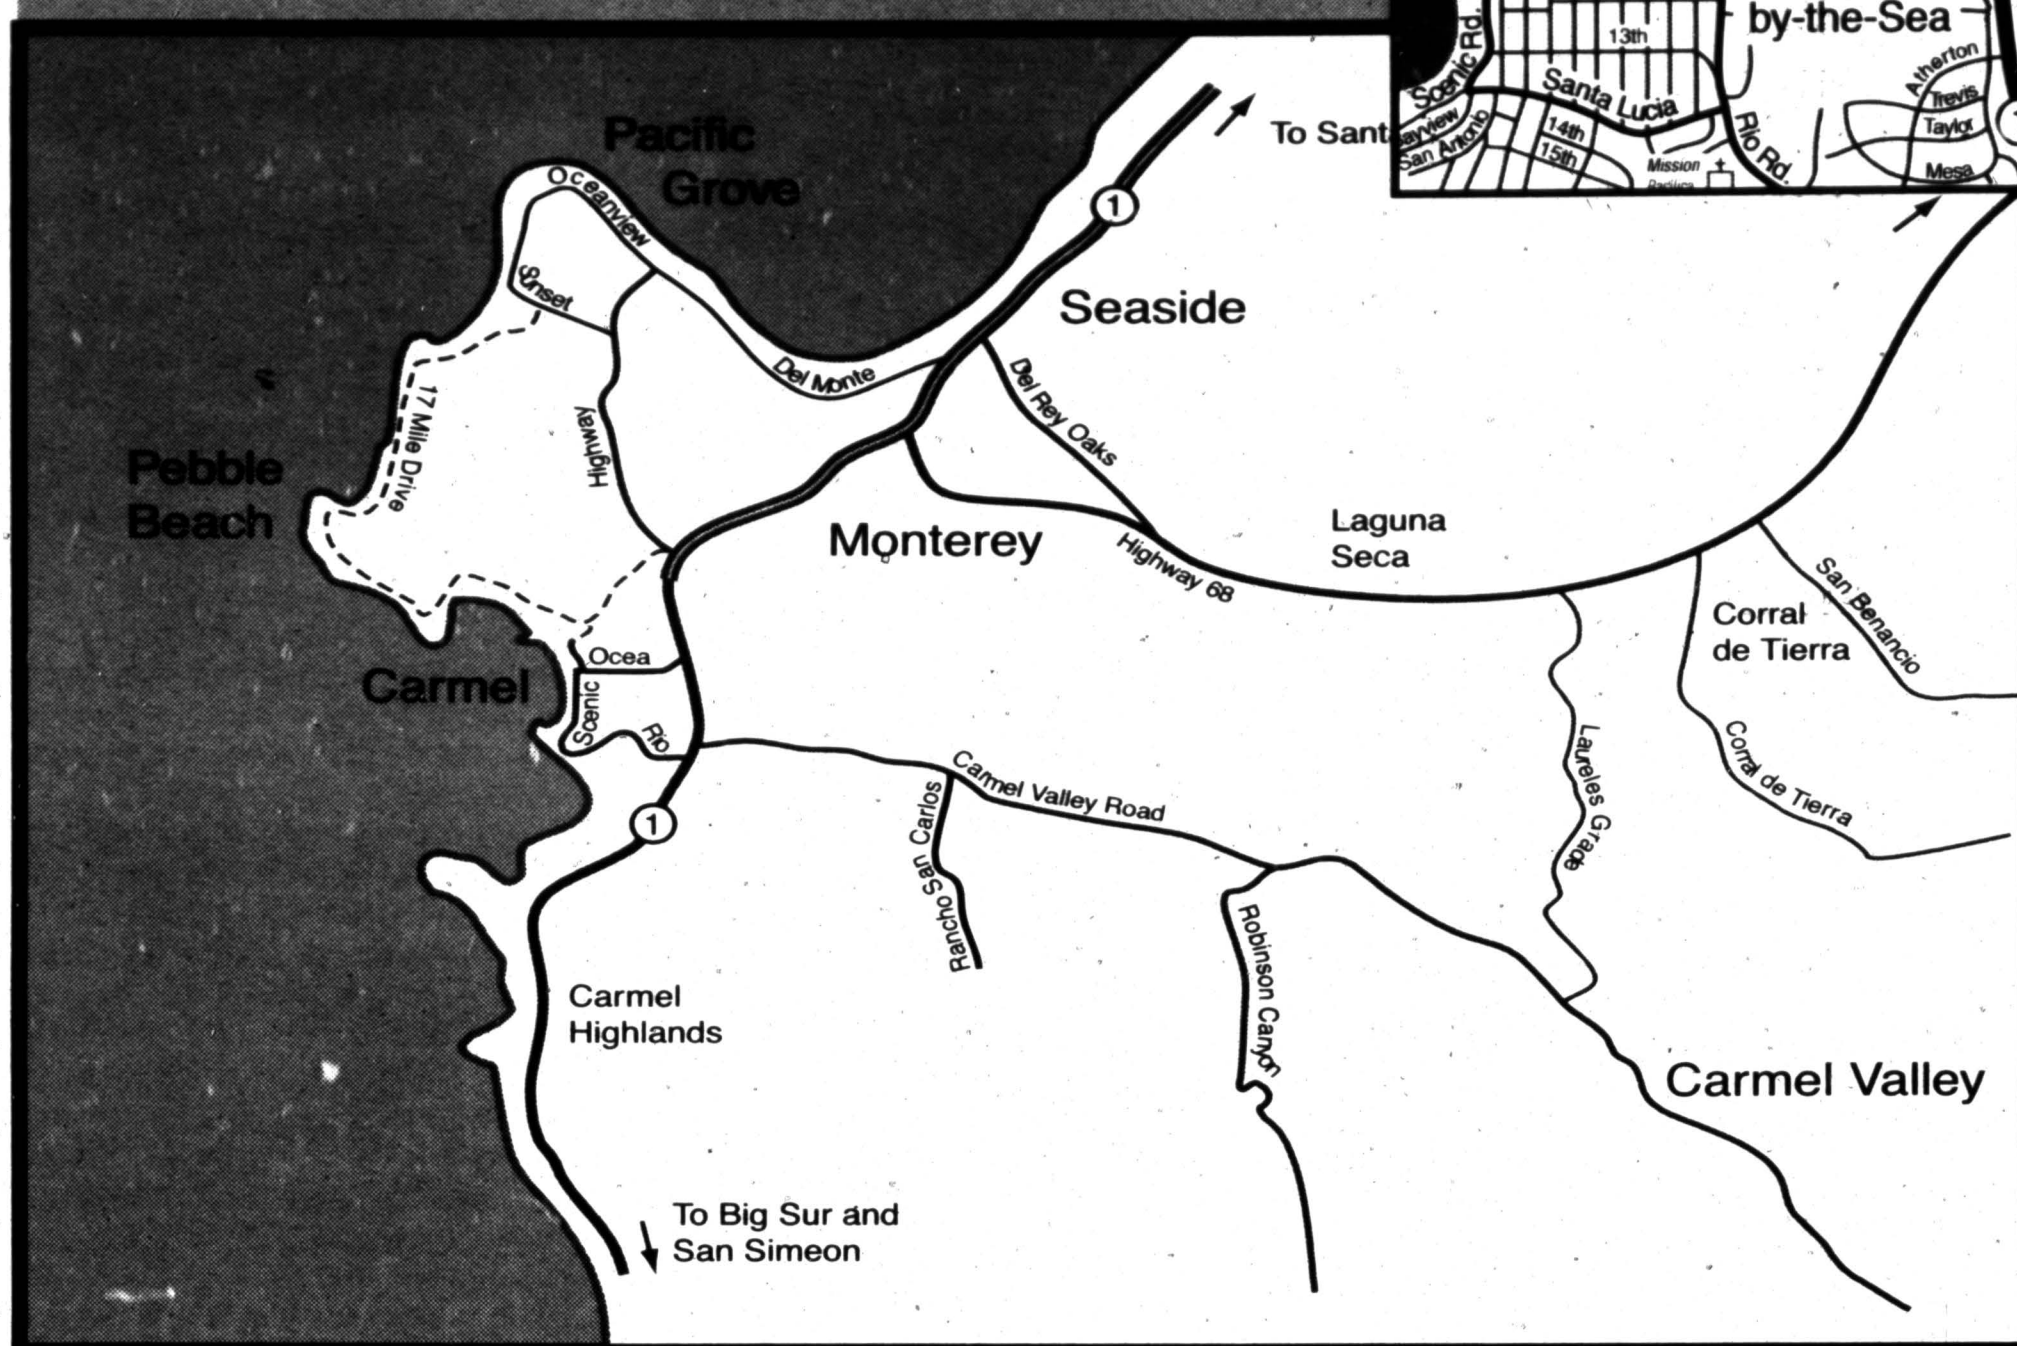 by-the-Sea
13th
Scenic Rd.
Santa Lucia
Atherton
Trevis
Taylor
Mesa
San Antonio
14th
15th
Mission
Rio Rd.
Pacific
Grove
To Sant
1
Oceanview
Sunset
Seaside
Del Monte
Del Rey Oaks
17 Mile Drive
Highway
Pebble
Beach
Monterey
Highway 68
Laguna
Seca
San Benancio
Corral
de Tierra
Ocea
Carmel
Scenic
Rio
Laureles Grade
Corral de Tierra
Carmel Valley Road
Rancho San Carlos
1
Robinson Canyon
Carmel
Highlands
Carmel Valley
To Big Sur and
San Simeon